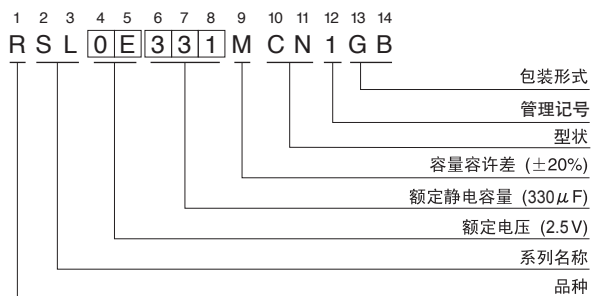 1 2 3 4 5 6 7 8 9 10 11 12 13 14
R S L 0 E 3 3 1 M C N 1 G B
包装形式
管理记号
型状
容量容许差 (±20%)
额定静电容量 (330μF)
额定电压 (2.5V)
系列名称
品种